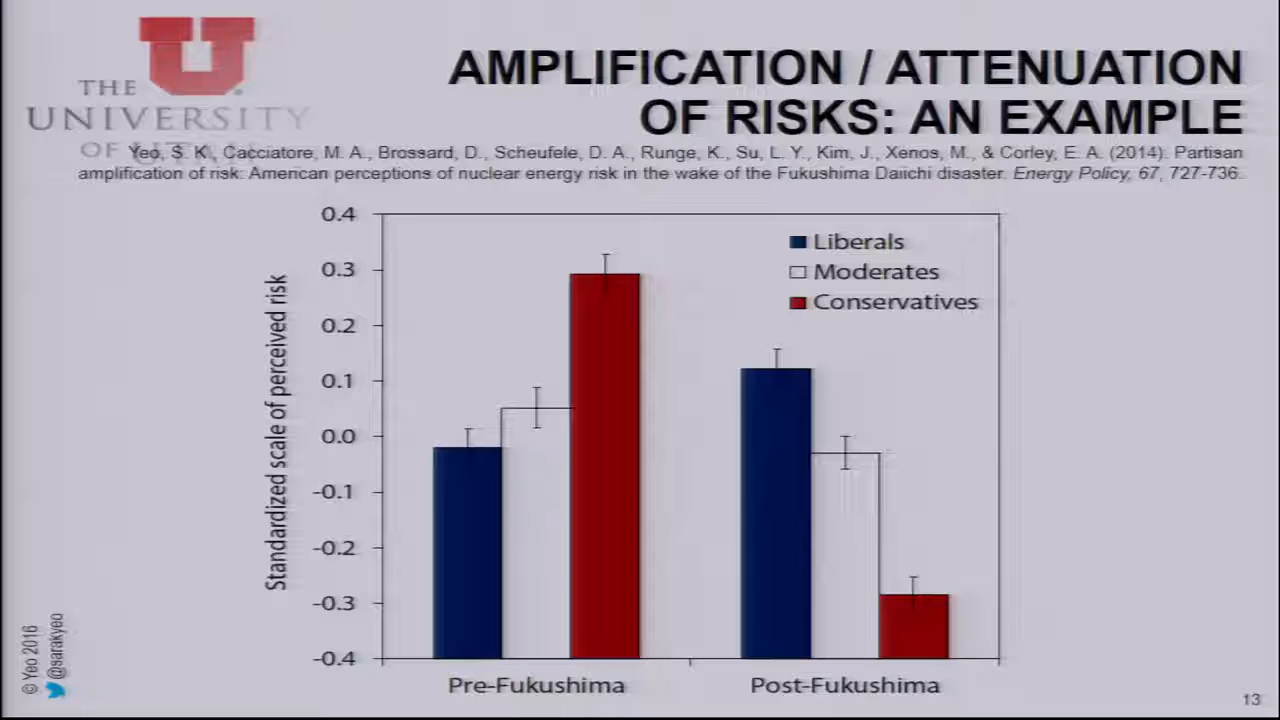 THE
UNIVERSITY
OF UTAH
AMPLIFICATION / ATTENUATION
OF RISKS: AN EXAMPLE
Yeo, S. K., Cacciatore, M. A., Brossard, D., Scheufele, D. A., Runge, K., Su, L. Y., Kim, J., Xenos, M., & Corley, E. A. (2014). Partisan
amplification of risk: American perceptions of nuclear energy risk in the wake of the Fukushima Daiichi disaster. Energy Policy, 67, 727-736.
Standardized scale of perceived risk
0.4
0.3
0.2
0.1
0.0
-0.1
-0.2
-0.3
-0.4
Liberals
Moderates
Conservatives
Pre-Fukushima
Post-Fukushima
© Yeo 2016
@sarakyeo
13